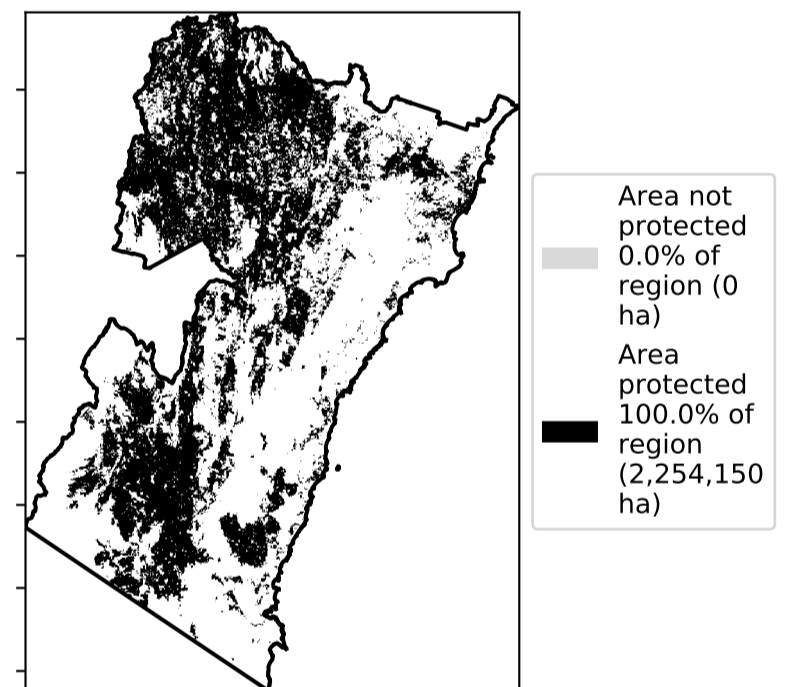 Area not
protected
0.0% of
region (0
ha)
Area
protected
100.0% of
region
(2,254,150
ha)